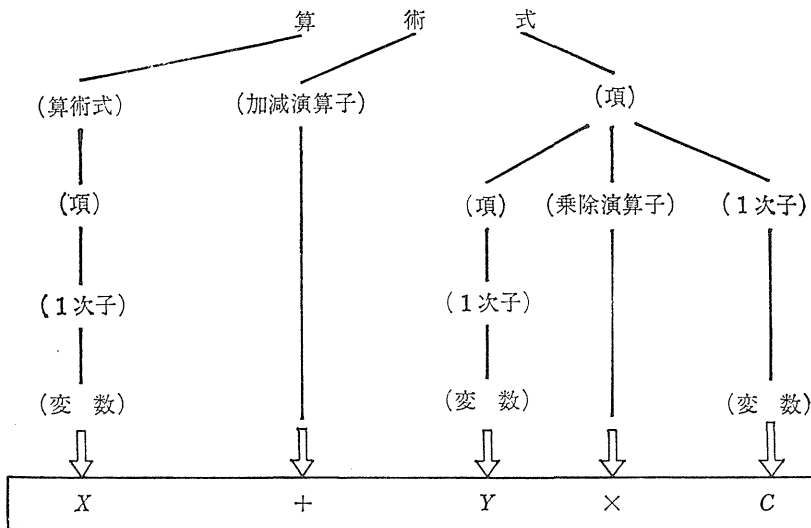 算 術 式
(算術式) (加減演算子) (項)
(項) (項) (乗除演算子) (1次子)
(1次子) (1次子)
(変 数) (変 数) (変 数)
X + Y × C